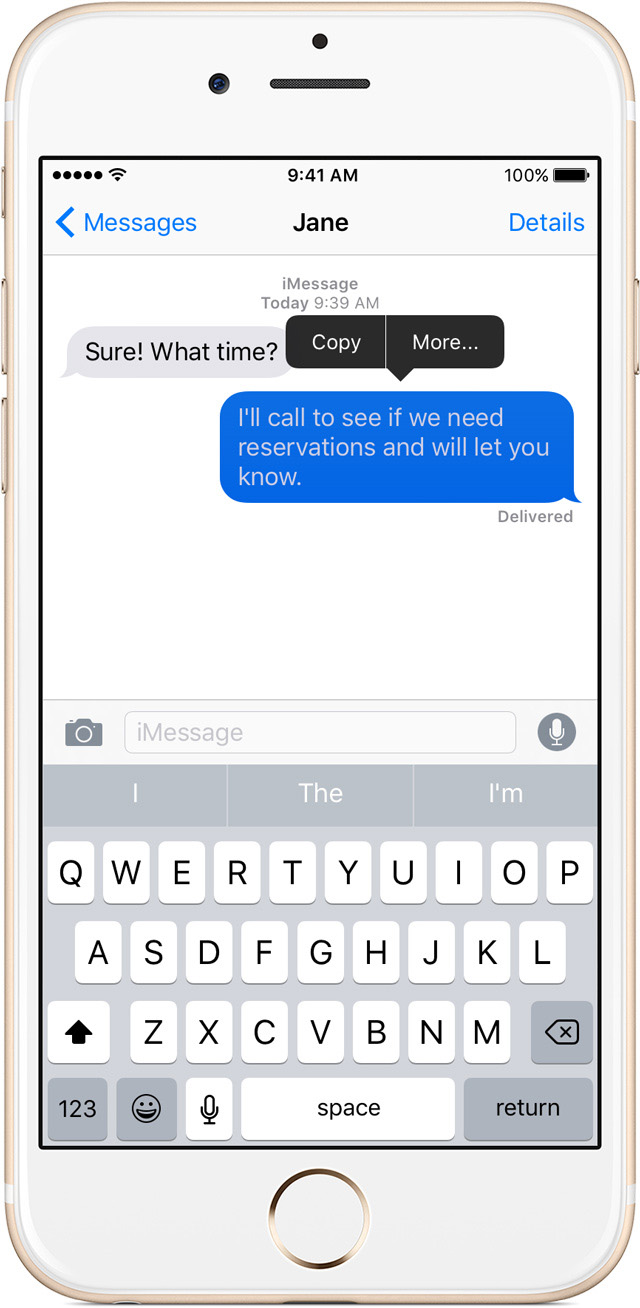 9:41 AM 100%
Messages Jane Details
iMessage
Today 9:39 AM
Copy More...
Sure! What time?
I'll call to see if we need
reservations and will let you
know.
Delivered
iMessage
I The I'm
Q W E R T Y U I O P
A S D F G H J K L
Z X C V B N M
123 space return